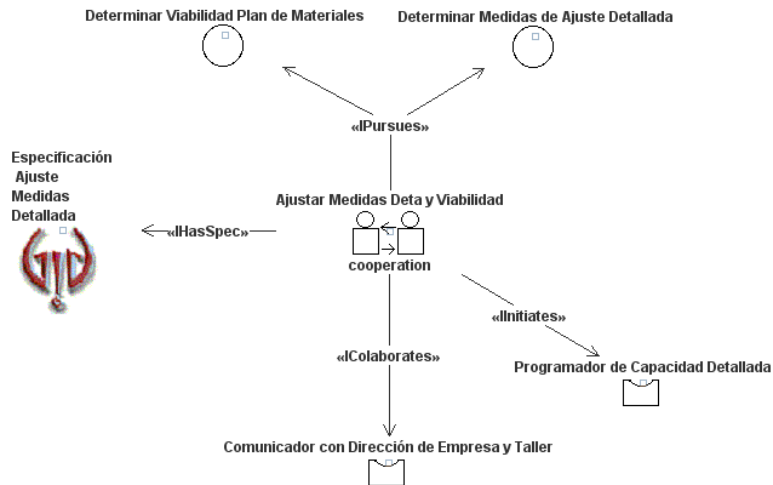 Determinar Viabilidad Plan de Materiales
Determinar Medidas de Ajuste Detallada
«IPursues»
Especificación
Ajuste
Medidas
Detallada
Ajustar Medidas Deta y Viabilidad
«IHasSpec»
cooperation
«IInitiates»
«IColaborates»
Programador de Capacidad Detallada
Comunicador con Dirección de Empresa y Taller